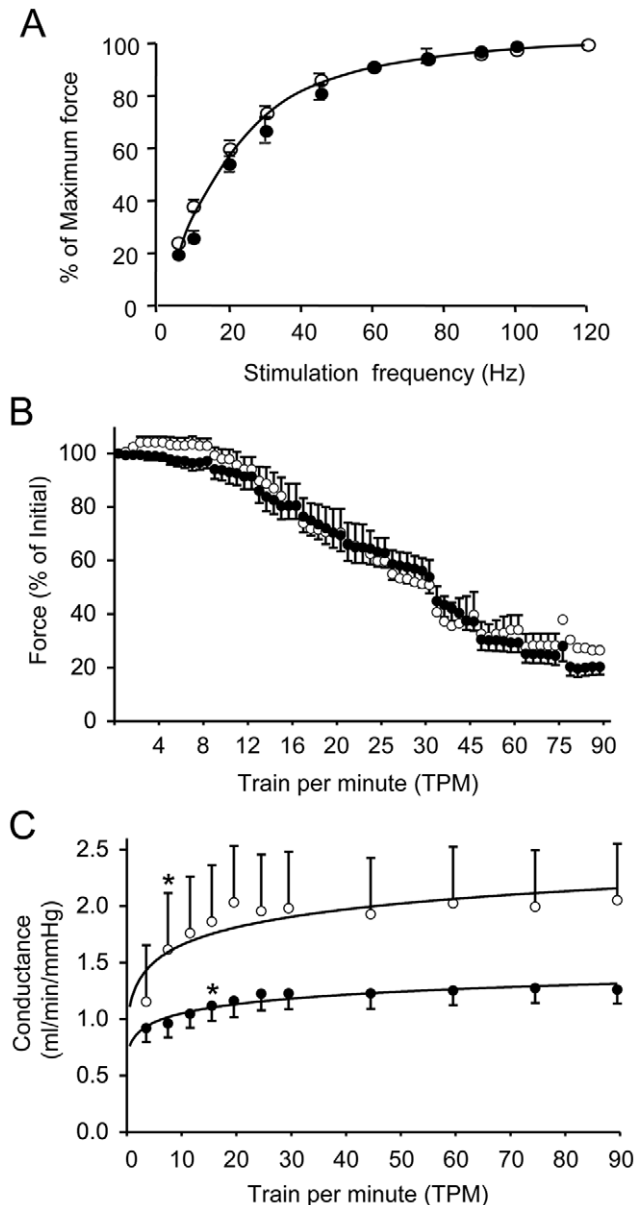 A
% of Maximum force
100
80
60
40
20
0
0 20 40 60 80 100 120
Stimulation frequency (Hz)
B
Force (% of Initial)
100
80
60
40
20
0
4 8 12 16 20 25 30 45 60 75 90
Train per minute (TPM)
C
Conductance
(ml/min/mmHg)
2.5
2.0
1.5
1.0
0.5
0.0
*
*
0 10 20 30 40 50 60 70 80 90
Train per minute (TPM)